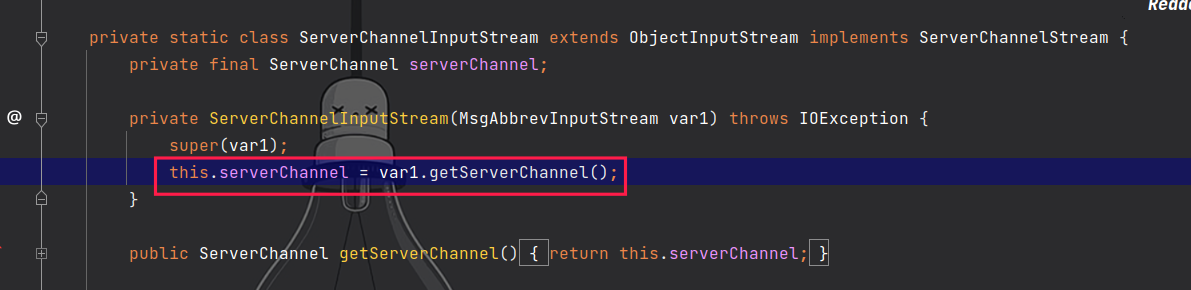 Reade
private static class ServerChannelInputStream extends ObjectInputStream implements ServerChannelStream {
private final ServerChannel serverChannel;
@
private ServerChannelInputStream(MsgAbbrevInputStream var1) throws IOException {
super(var1);
this.serverChannel = var1.getServerChannel();
}
public ServerChannel getServerChannel() { return this.serverChannel; }